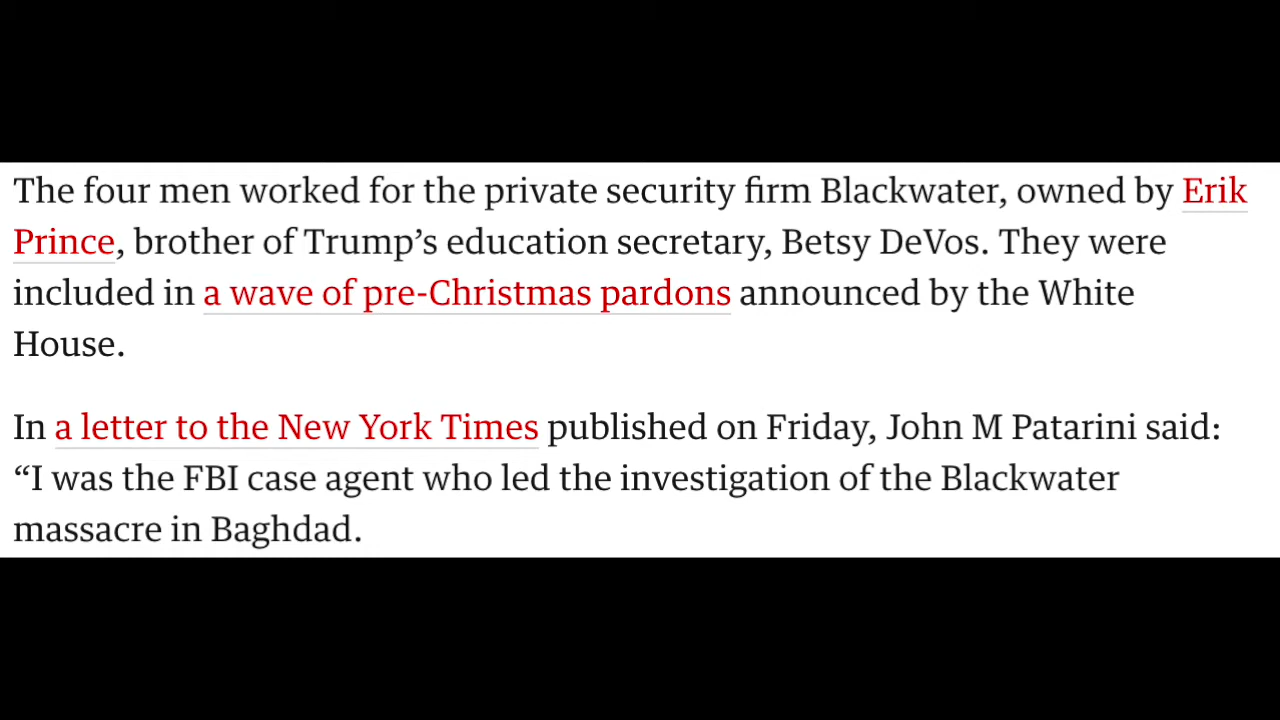 The four men worked for the private security firm Blackwater, owned by Erik
Prince, brother of Trump’s education secretary, Betsy DeVos. They were
included in a wave of pre-Christmas pardons announced by the White
House.
In a letter to the New York Times published on Friday, John M Patarini said:
“I was the FBI case agent who led the investigation of the Blackwater
massacre in Baghdad.